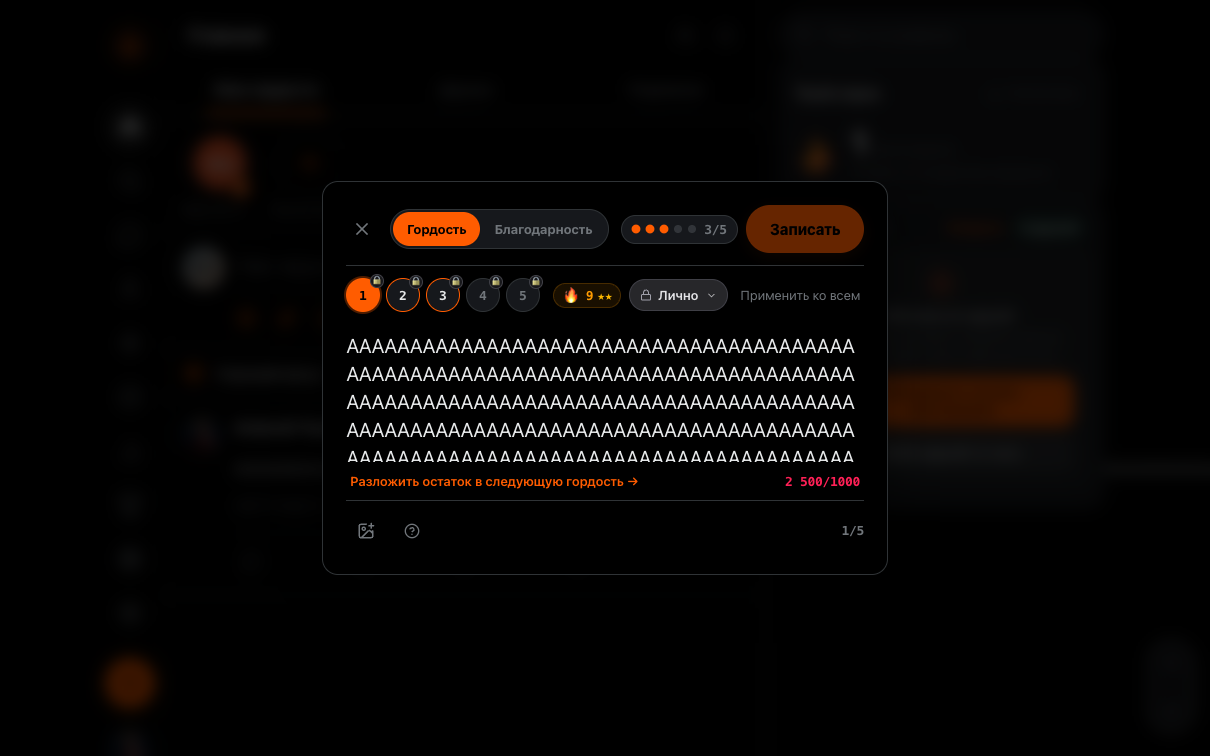 Гордость Благодарность 3/5 Записать
1 2 3 4 5 🔥 9 ★★ Лично Применить ко всем
АААААААААААААААААААААААААААААААААААААААА
АААААААААААААААААААААААААААААААААААААААА
АААААААААААААААААААААААААААААААААААААААА
АААААААААААААААААААААААААААААААААААААААА
АААААААААААААААААААААААААААААААААААААААА
Разложить остаток в следующую гордость → 2 500/1000
1/5